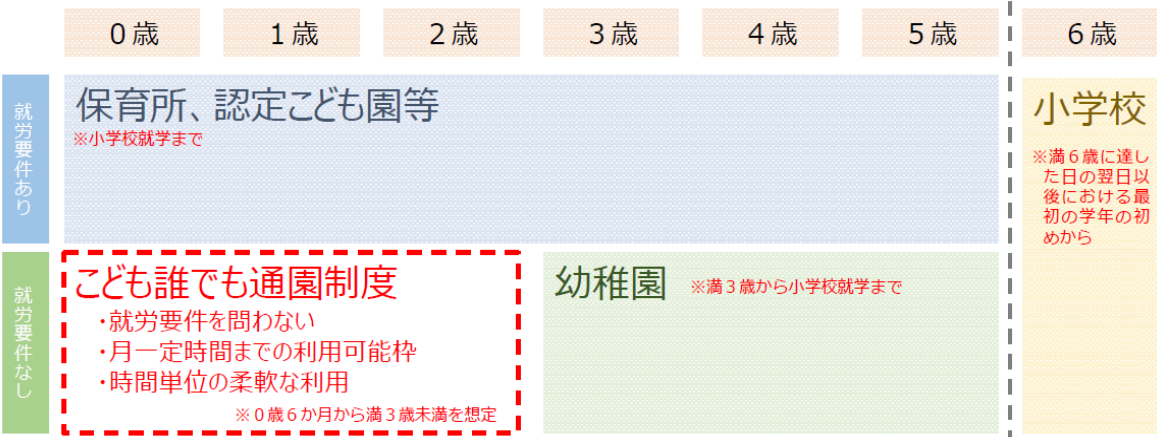 0歳
1歳
2歳
3歳
4歳
5歳
6歳
就労要件あり
保育所、認定こども園等
※小学校就学まで
小学校
※満6歳に達し
た日の翌日以
後における最
初の学年の初
めから
就労要件なし
こども誰でも通園制度
・就労要件を問わない
・月一定時間までの利用可能枠
・時間単位の柔軟な利用
※0歳6か月から満3歳未満を想定
幼稚園
※満3歳から小学校就学まで